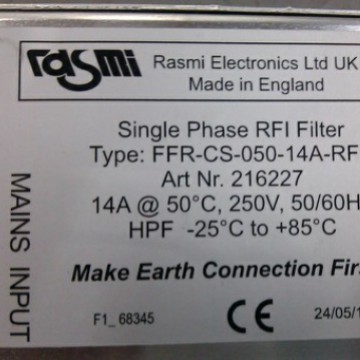 rasmi
Rasmi Electronics Ltd UK
Made in England
Single Phase RFI Filter
Type: FFR-CS-050-14A-RF
Art Nr. 216227
14A @ 50°C, 250V, 50/60H
HPF -25°C to +85°C
Make Earth Connection Firs
MAINS INPUT
F1_ 68345
CE
24/05/1